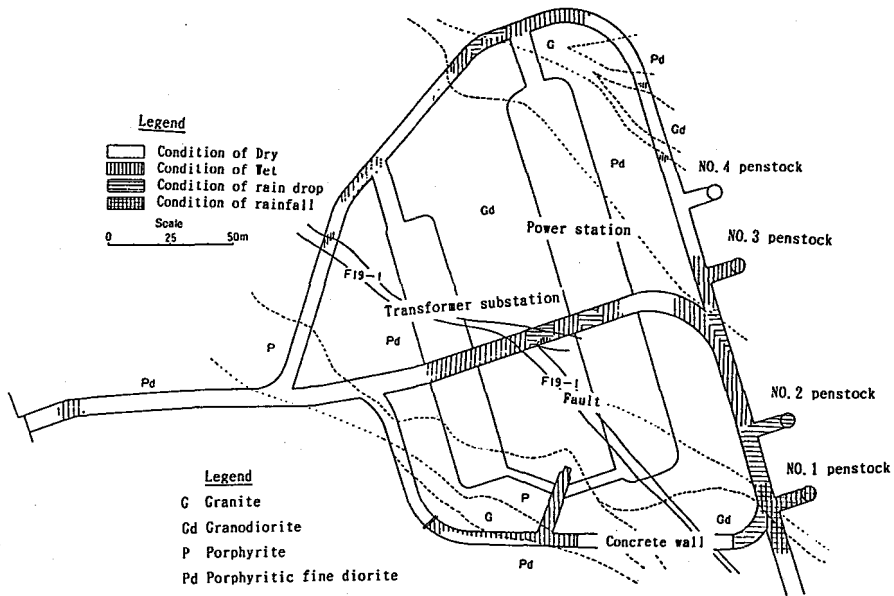 Legend
Condition of Dry
Condition of Wet
Condition of rain drop
Condition of rainfall
Scale
0 25 50m
G
Pd
Gd
NO.4 penstock
Pd
Gd
Power station
NO.3 penstock
F19-1
Transformer substation
P
Pd
Pd
F19-1
Fault
NO.2 penstock
NO.1 penstock
P
G
Gd
Concrete wall
Pd
Legend
G Granite
Gd Granodiorite
P Porphyrite
Pd Porphyritic fine diorite